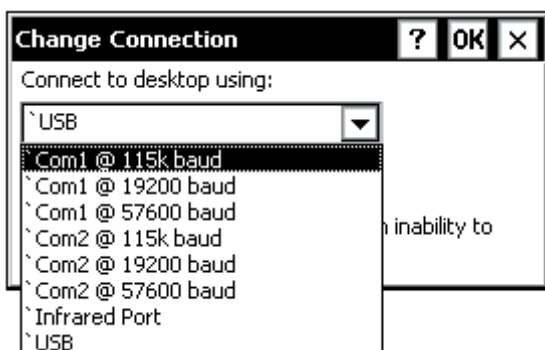 Change Connection ? OK ×
Connect to desktop using:
`USB
`Com1 @ 115k baud
`Com1 @ 19200 baud
`Com1 @ 57600 baud
`Com2 @ 115k baud
`Com2 @ 19200 baud
`Com2 @ 57600 baud
`Infrared Port
`USB
inability to